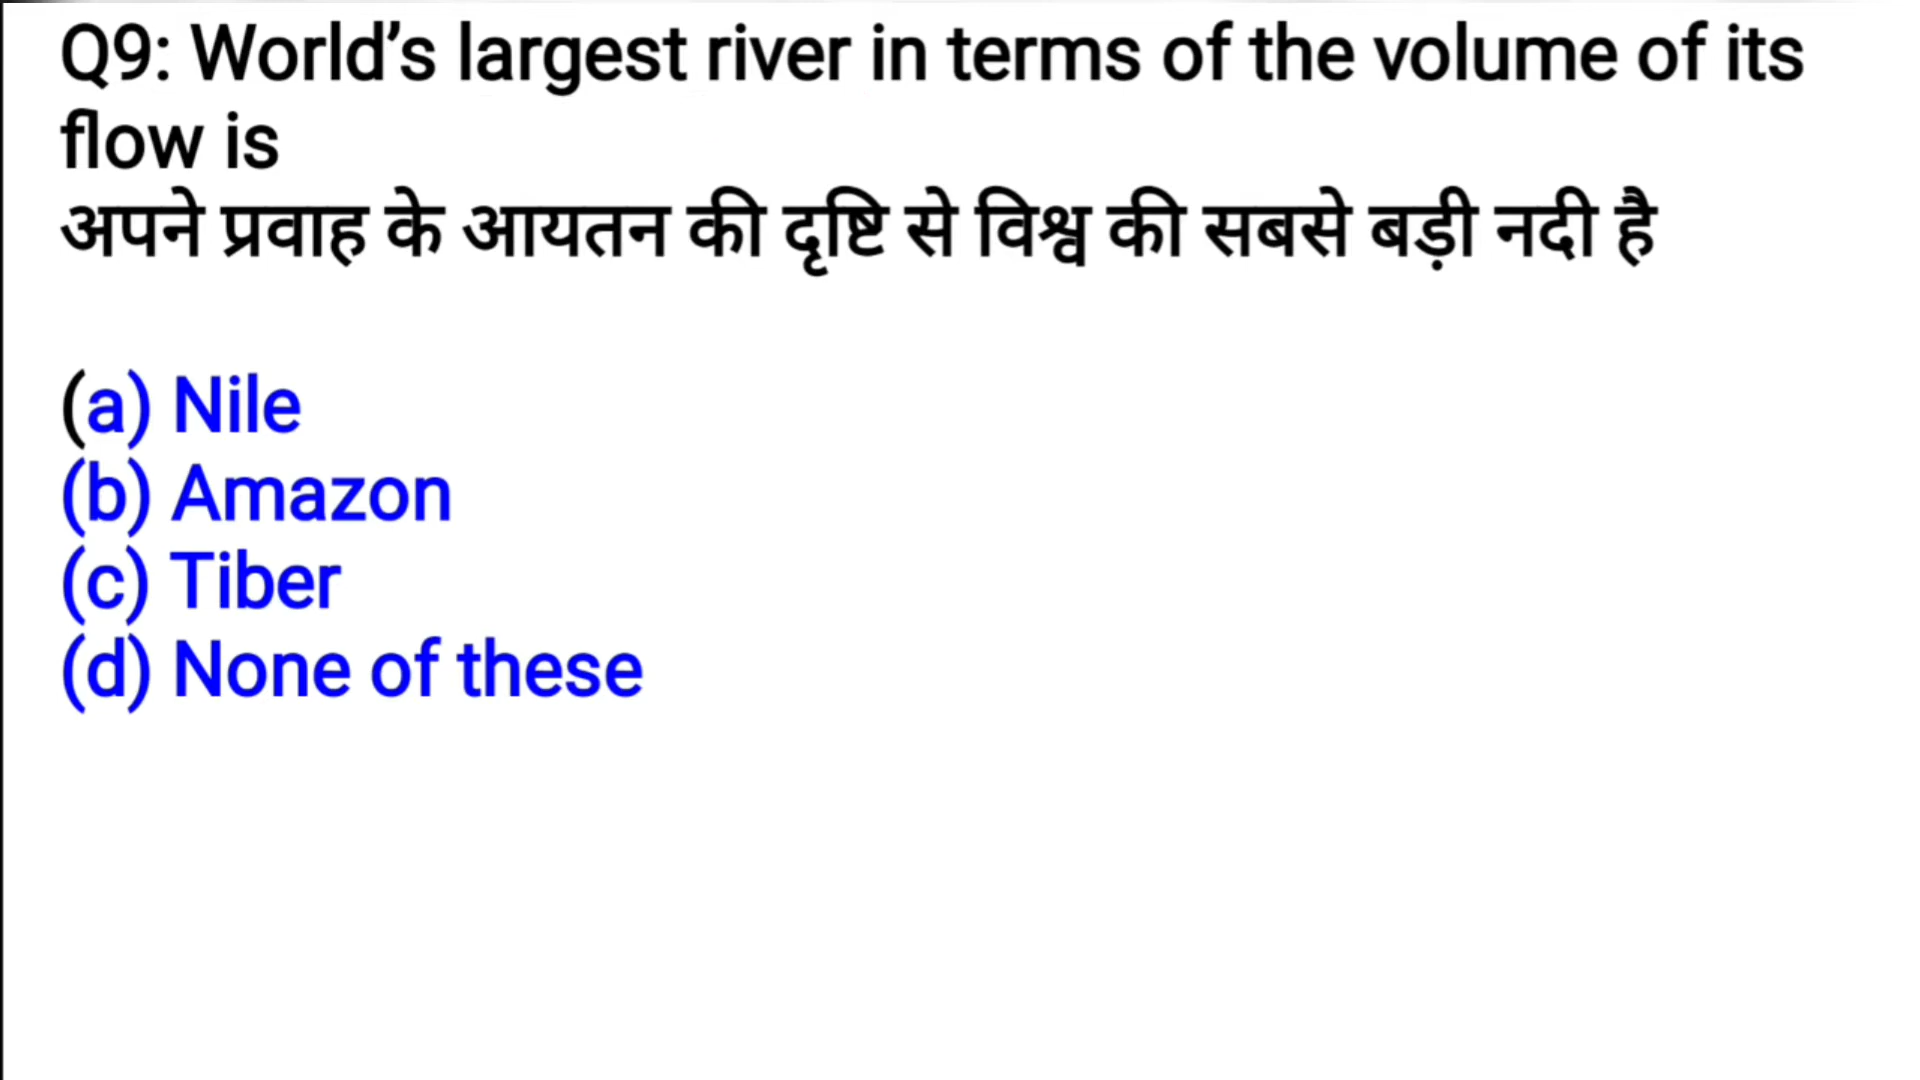 Q9: World’s largest river in terms of the volume of its
flow is
अपने प्रवाह के आयतन की दृष्टि से विश्व की सबसे बड़ी नदी है
(a) Nile
(b) Amazon
(c) Tiber
(d) None of these